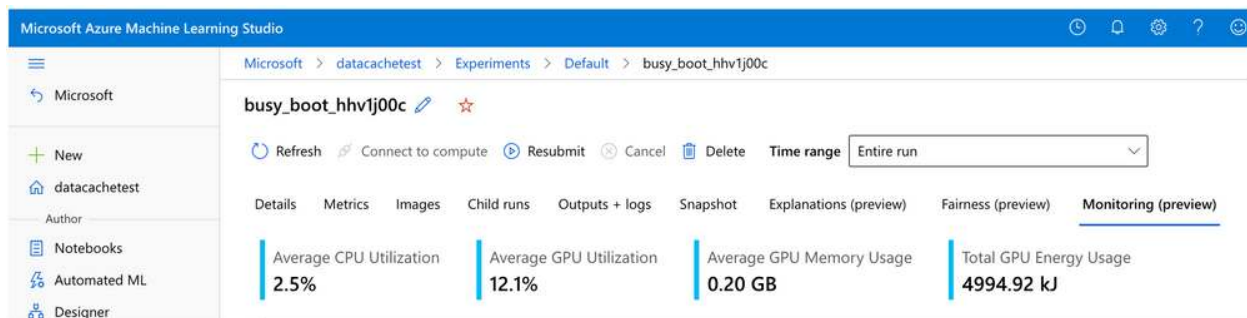 Microsoft Azure Machine Learning Studio
Microsoft > datacachetest > Experiments > Default > busy_boot_hhv1j00c
Microsoft
busy_boot_hhv1j00c
Refresh Connect to compute Resubmit Cancel Delete Time range Entire run
New
datacachetest
Details Metrics Images Child runs Outputs + logs Snapshot Explanations (preview) Fairness (preview) Monitoring (preview)
Author
Notebooks
Automated ML
Designer
Average CPU Utilization
2.5%
Average GPU Utilization
12.1%
Average GPU Memory Usage
0.20 GB
Total GPU Energy Usage
4994.92 kJ